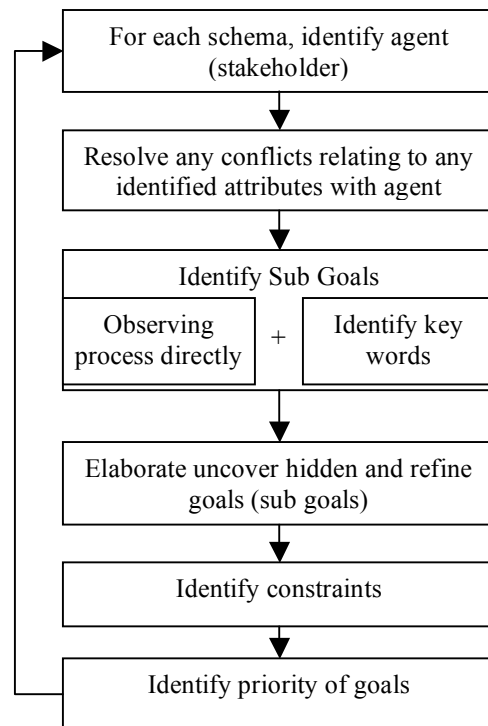 For each schema, identify agent
(stakeholder)
Resolve any conflicts relating to any
identified attributes with agent
Identify Sub Goals
Observing
process directly
+
Identify key
words
Elaborate uncover hidden and refine
goals (sub goals)
Identify constraints
Identify priority of goals